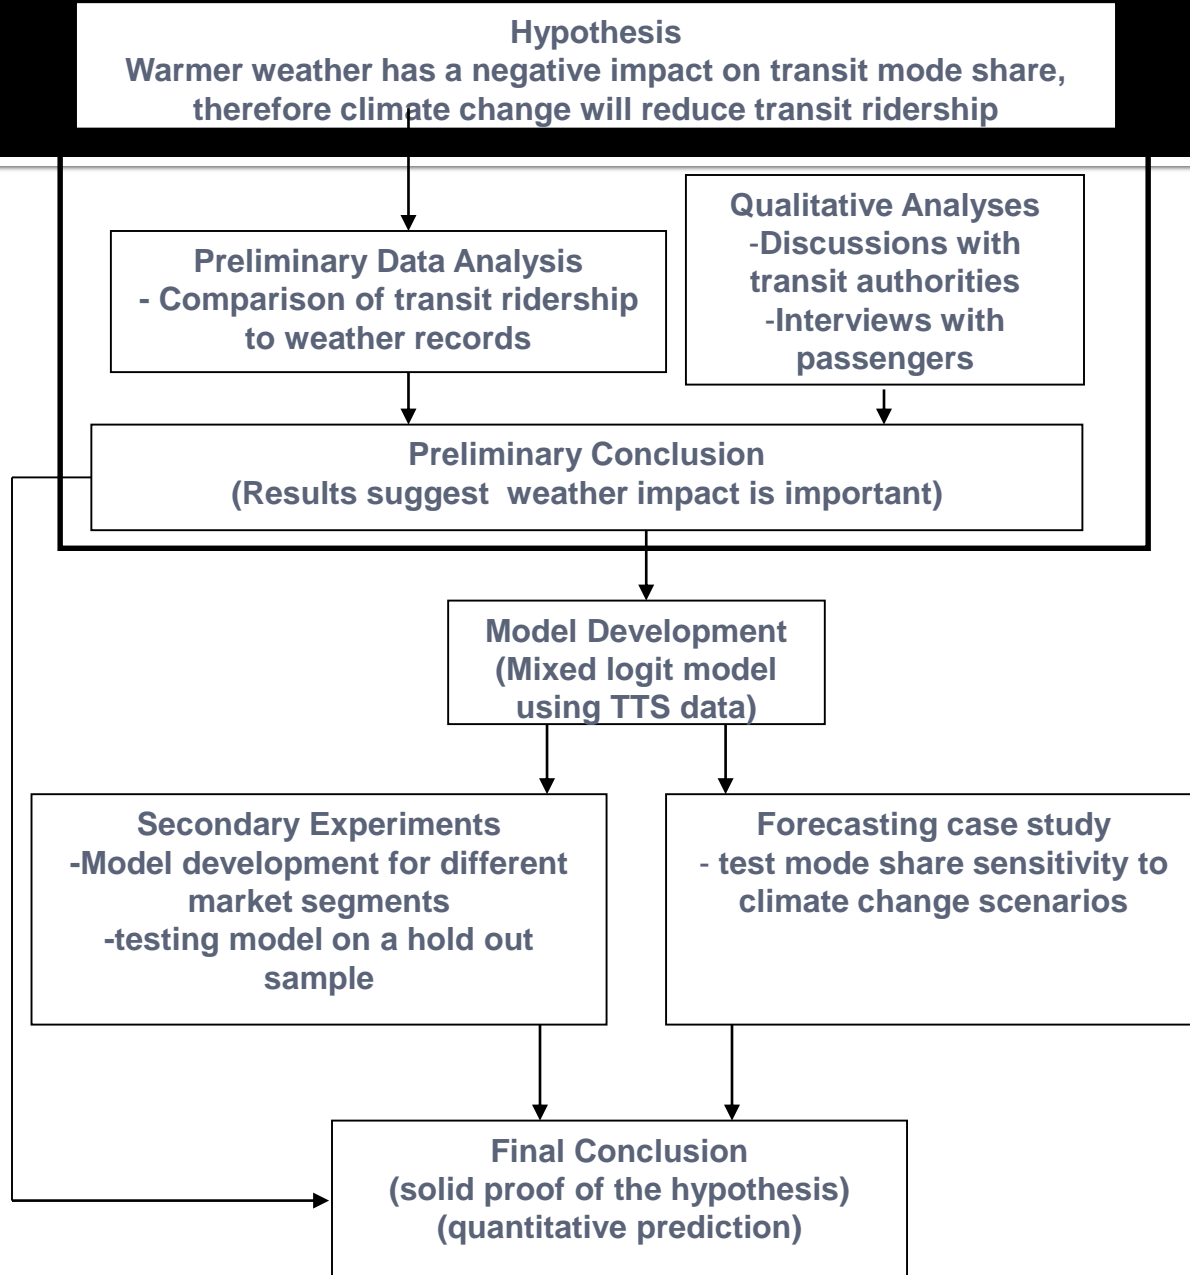 Hypothesis
Warmer weather has a negative impact on transit mode share,
therefore climate change will reduce transit ridership
Preliminary Data Analysis
- Comparison of transit ridership
to weather records
Qualitative Analyses
-Discussions with
transit authorities
-Interviews with
passengers
Preliminary Conclusion
(Results suggest  weather impact is important)
Model Development
(Mixed logit model
using TTS data)
Secondary Experiments
-Model development for different
market segments
-testing model on a hold out
sample
Forecasting case study
- test mode share sensitivity to
climate change scenarios
Final Conclusion
(solid proof of the hypothesis)
(quantitative prediction)